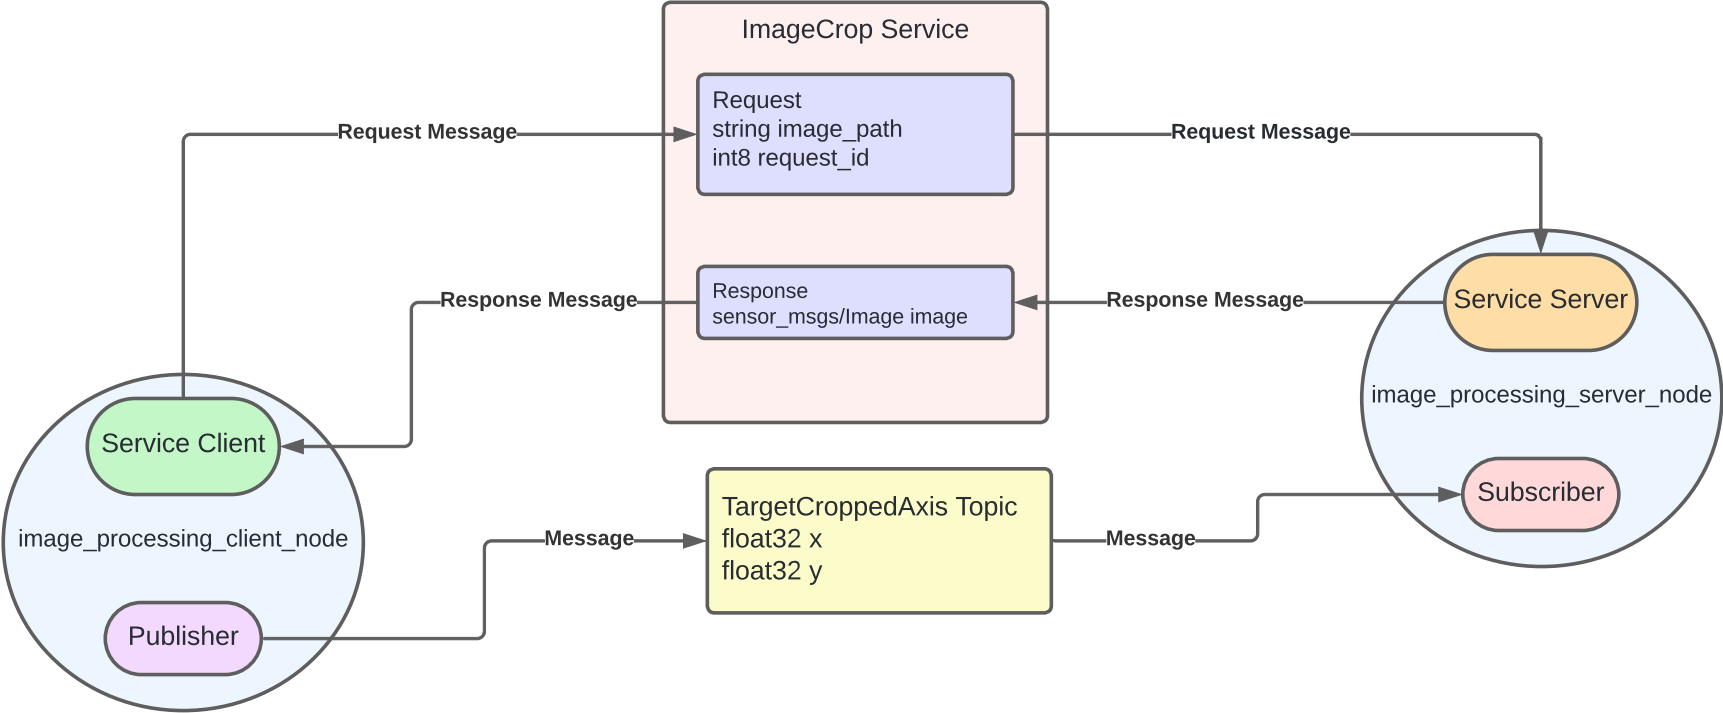 ImageCrop Service
Request
string image_path
int8 request_id
Request Message
Request Message
Response
sensor_msgs/Image image
Response Message
Response Message
Service Server
image_processing_server_node
Subscriber
Service Client
image_processing_client_node
Publisher
TargetCroppedAxis Topic
float32 x
float32 y
Message
Message